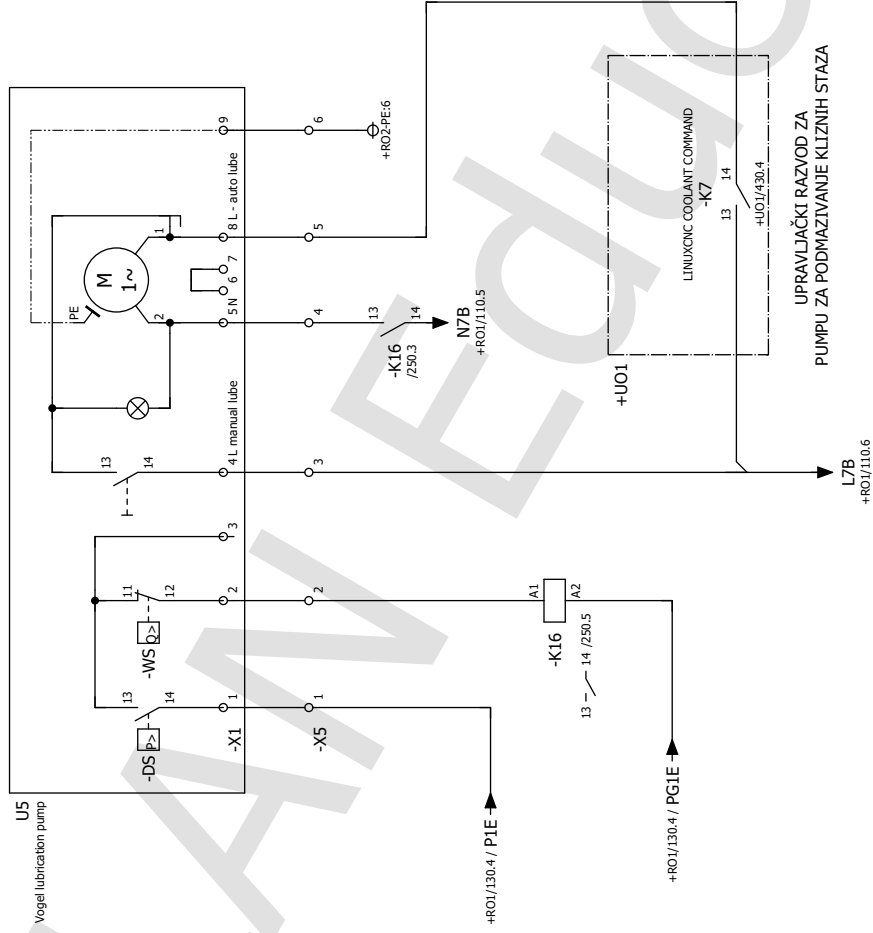 U5
Vogel lubrication pump
-DS
P>
13
14
-WS
Q>
11
12
13
14
PE
M
1~
2
1
-X1
1
2
3
4 L manual lube
5 N
6
7
8 L - auto lube
9
-X5
1
2
3
4
5
6
+RO2-PE:6
-K16
/250.3
13
14
N7B
+RO1/110.5
+RO1/130.4 / P1E
-K16
A1
A2
13
14 /250.5
+RO1/130.4 / PG1E
L7B
+RO1/110.6
+UO1
LINUXCNC COOLANT COMMAND
-K7
13
14
+UO1/430.4
UPRAVLJAČKI RAZVOD ZA
PUMPU ZA PODMAZIVANJE KLIZNIH STAZA
AN Educ